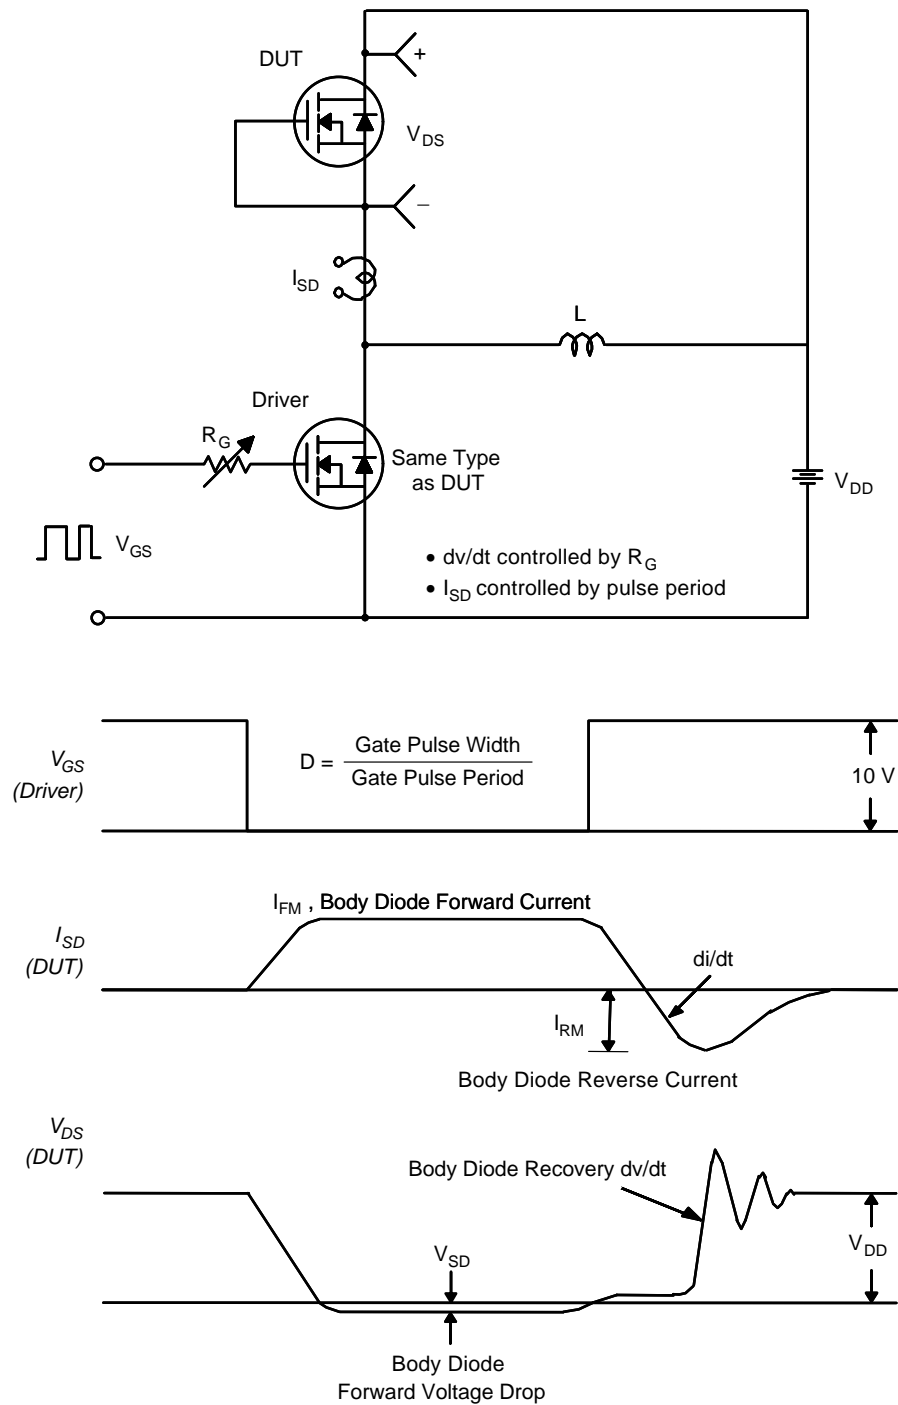 DUT
+
V_DS
−
I_SD
L
Driver
R_G
Same Type
as DUT
V_DD
V_GS
• dv/dt controlled by R_G
• I_SD controlled by pulse period
V_GS
(Driver)
D = Gate Pulse Width
Gate Pulse Period
10 V
I_FM , Body Diode Forward Current
I_SD
(DUT)
di/dt
I_RM
Body Diode Reverse Current
V_DS
(DUT)
Body Diode Recovery dv/dt
V_SD
V_DD
Body Diode
Forward Voltage Drop